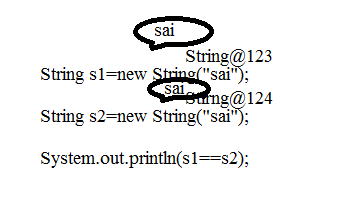 sai
String@123
String s1=new String("sai");
sai
String@124
String s2=new String("sai");
System.out.println(s1==s2);